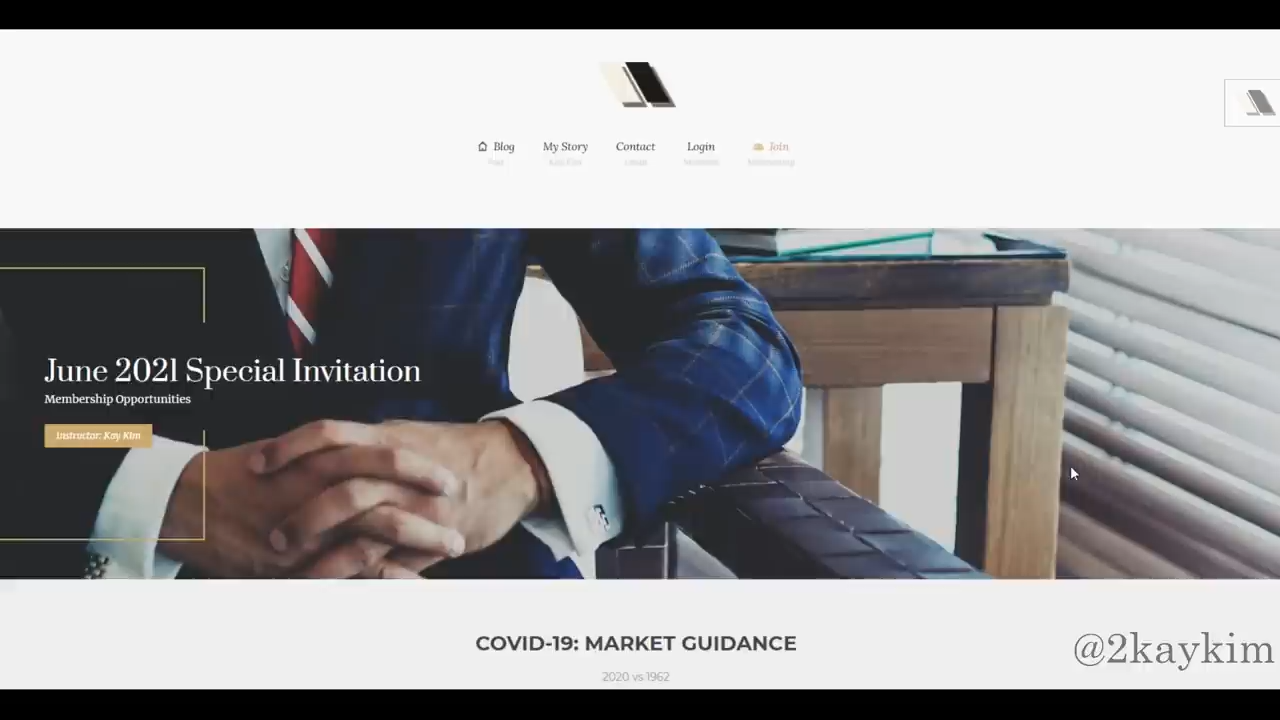 Blog
My Story
Contact
Login
Join
June 2021 Special Invitation
Membership Opportunities
Instructor: Kay Kim
COVID-19: MARKET GUIDANCE
2020 vs 1962
@2kaykim